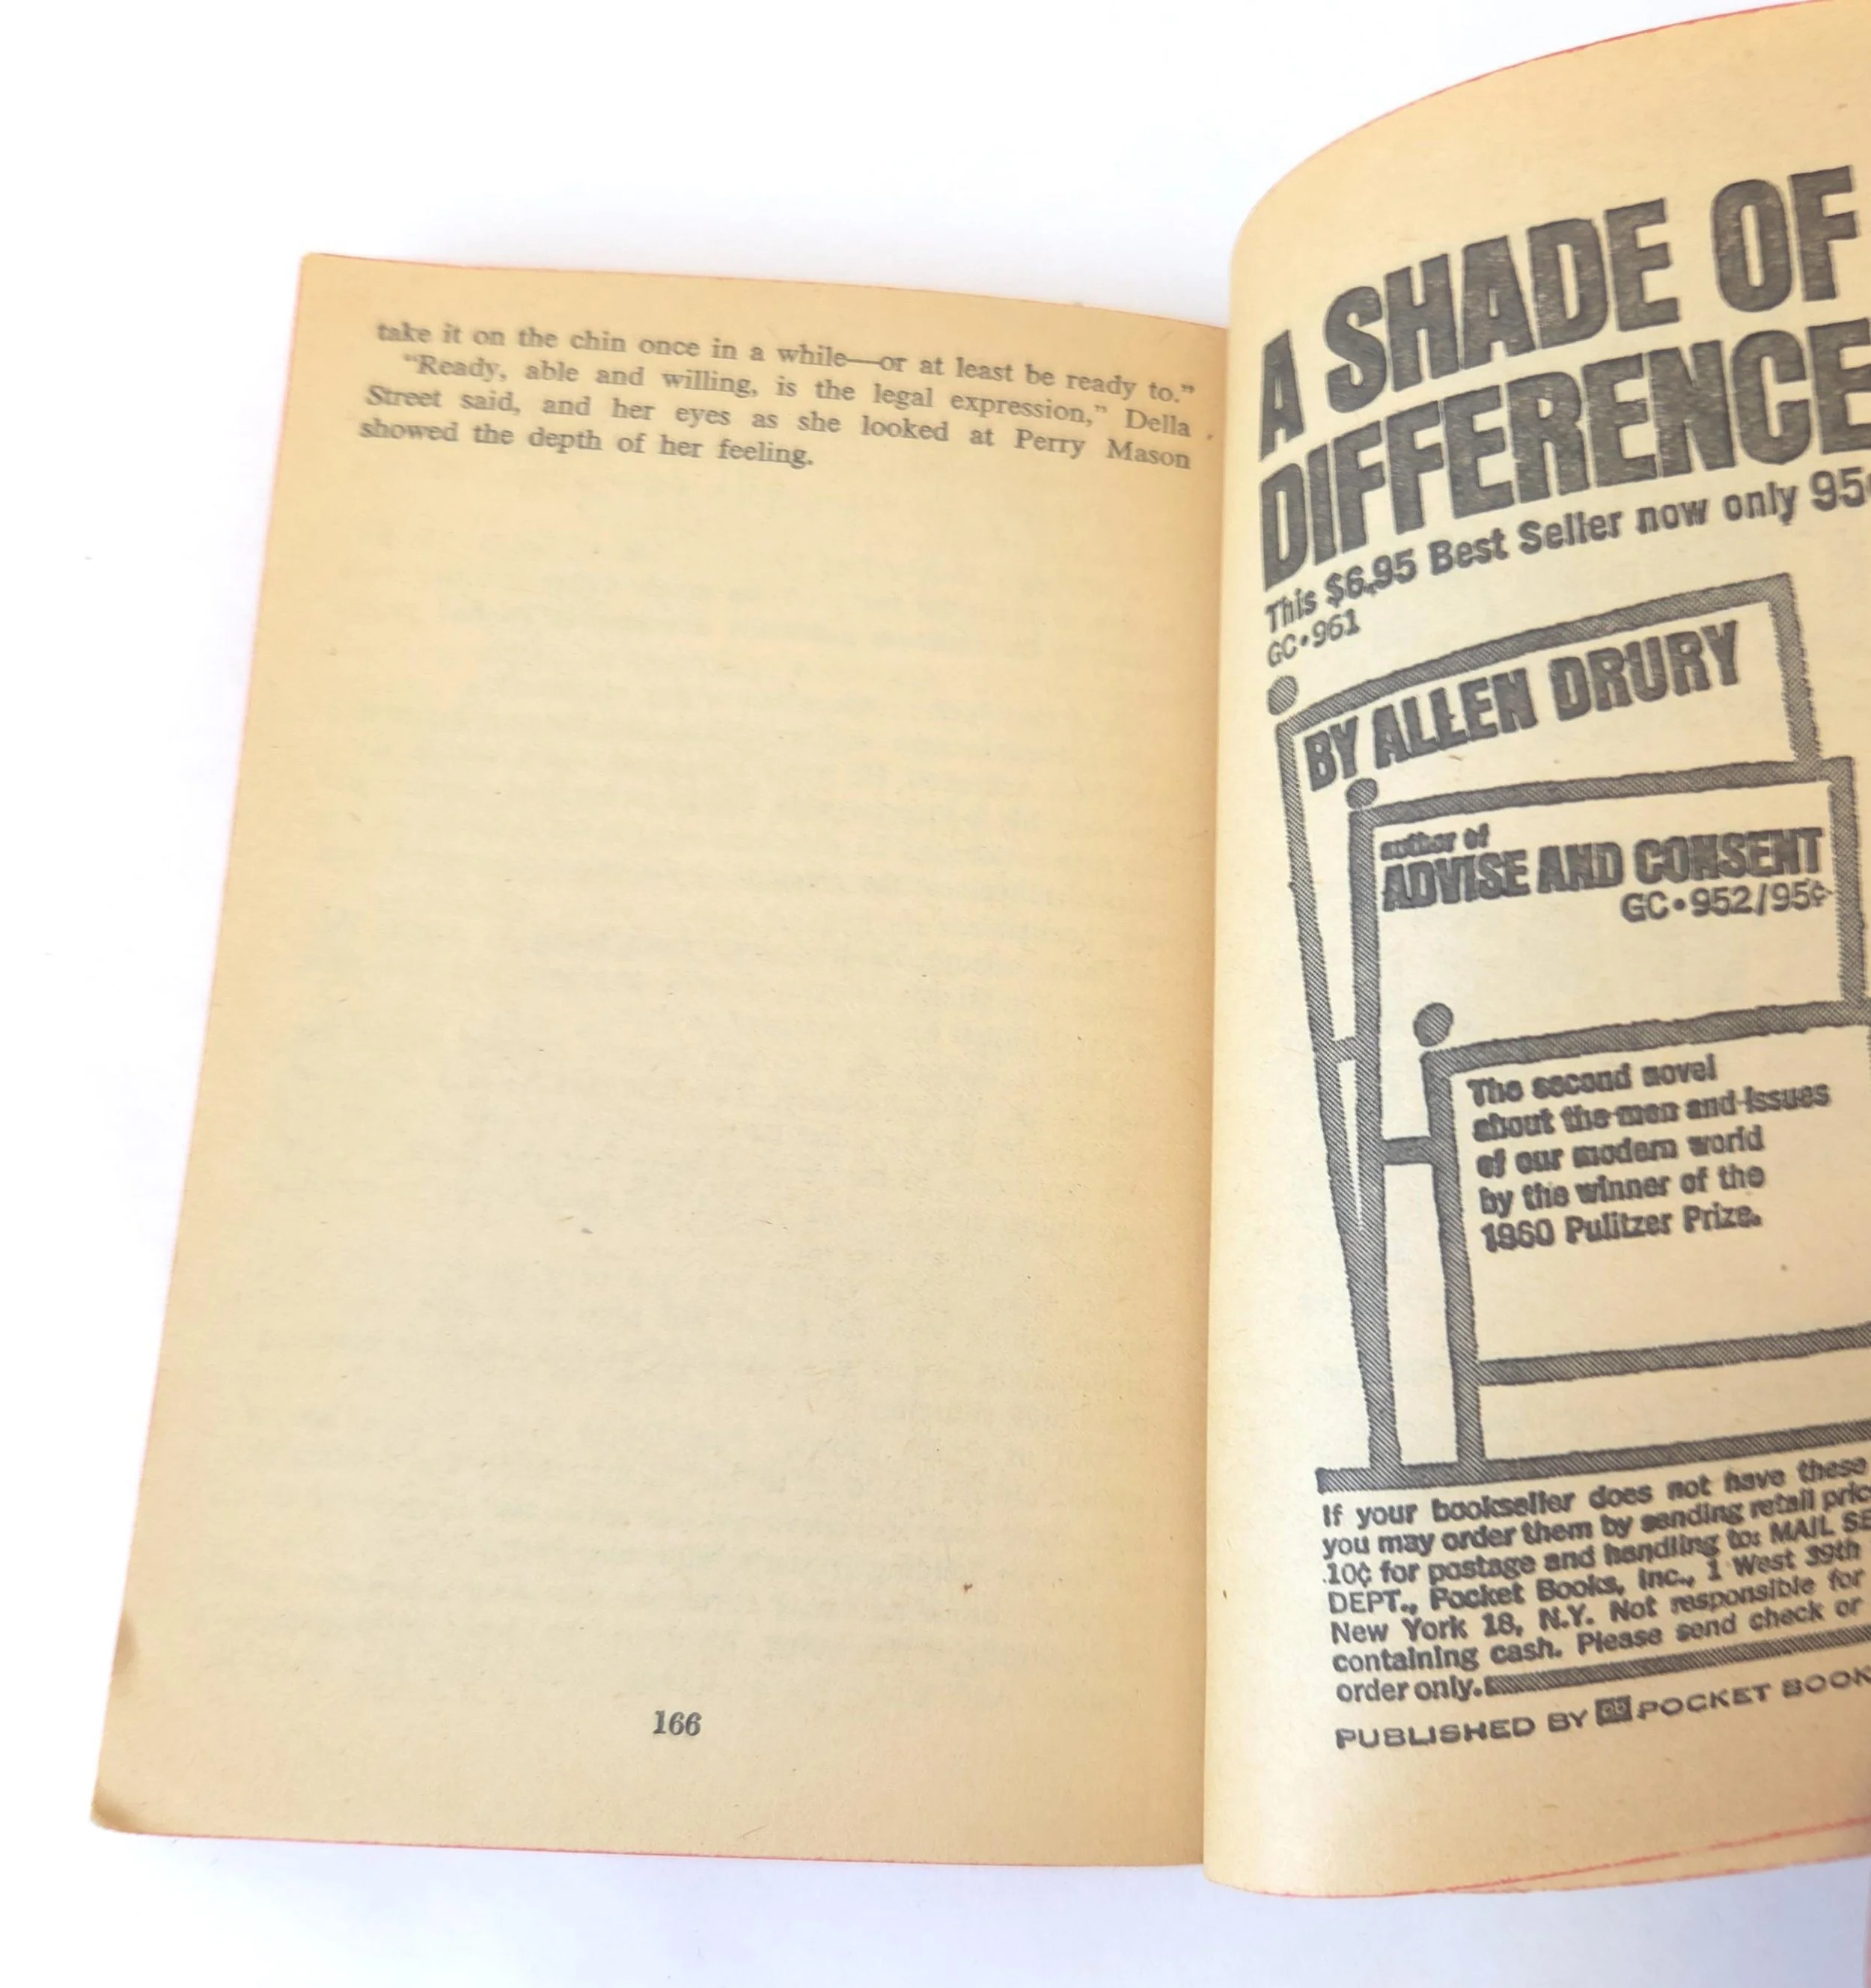 take it on the chin once in a while—or at least be ready to.”
“Ready, able and willing, is the legal expression,” Della
Street said, and her eyes as she looked at Perry Mason
showed the depth of her feeling.
166
A SHADE OF
DIFFERENCE
This $6.95 Best Seller now only 95¢
GC•961
BY ALLEN DRURY
author of
ADVISE AND CONSENT
GC•952/95¢
The second novel
about the men and issues
of our modern world
by the winner of the
1960 Pulitzer Prize.
If your bookseller does not have these
you may order them by sending retail
10¢ for postage and handling to: MAIL
DEPT., Pocket Books, Inc., 1 West 39th
New York 18, N.Y. Not responsible for
containing cash. Please send check or
order only.
PUBLISHED BY POCKET